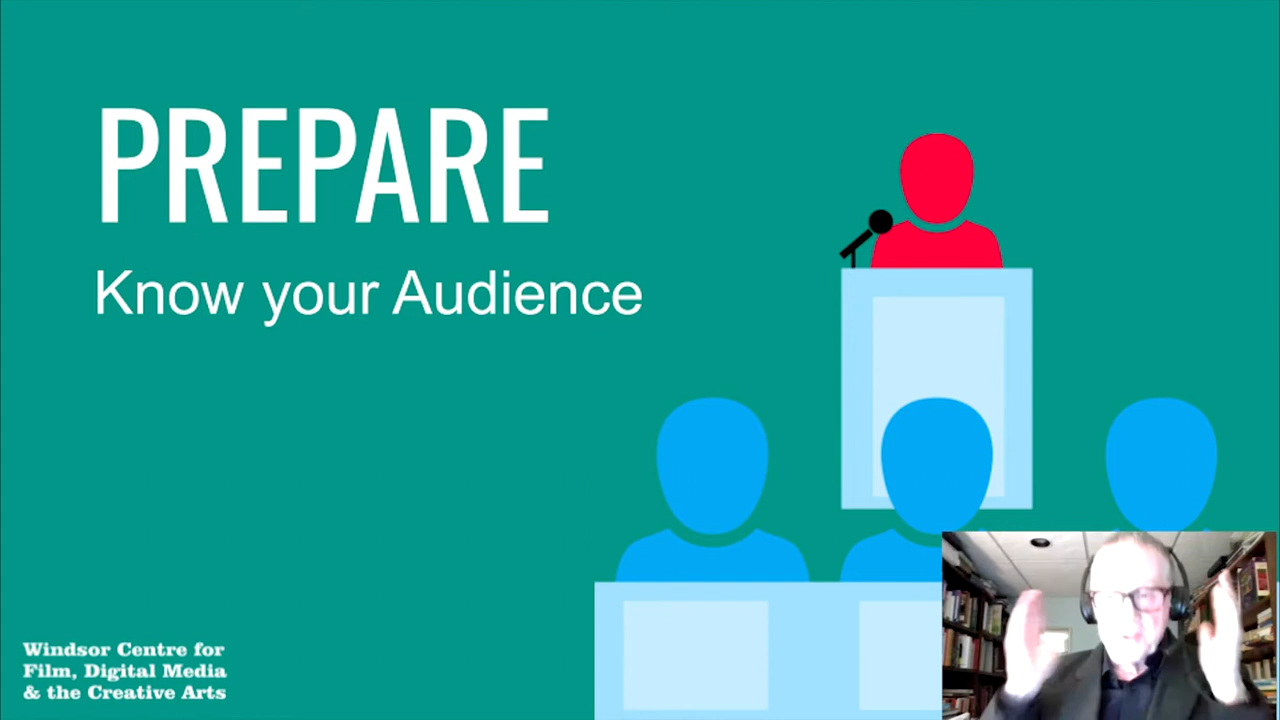 PREPARE
Know your Audience
Windsor Centre for
Film, Digital Media
& the Creative Arts